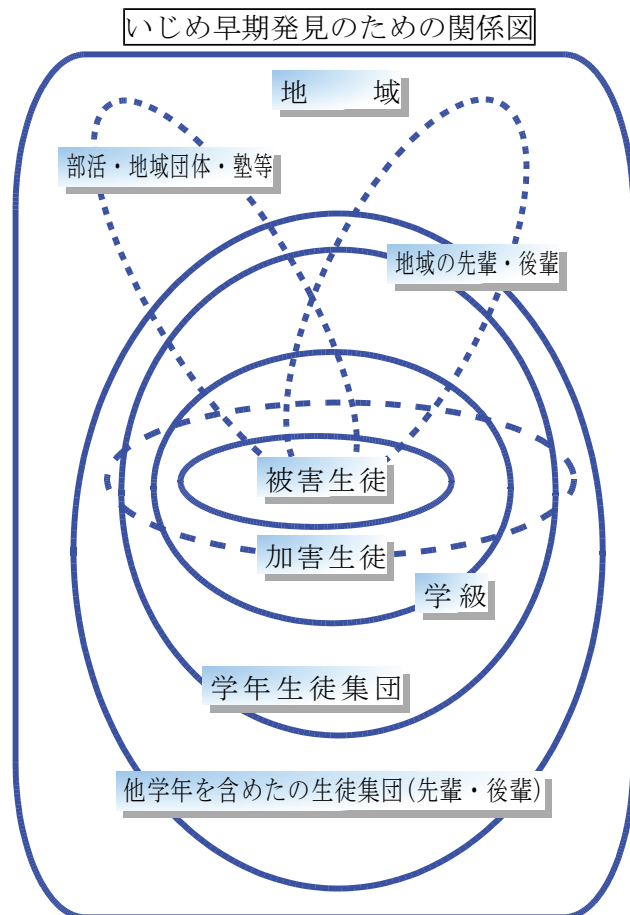 いじめ早期発見のための関係図
地　　域
部活・地域団体・塾等
地域の先輩・後輩
被害生徒
加害生徒
学級
学年生徒集団
他学年を含めたの生徒集団(先輩・後輩)